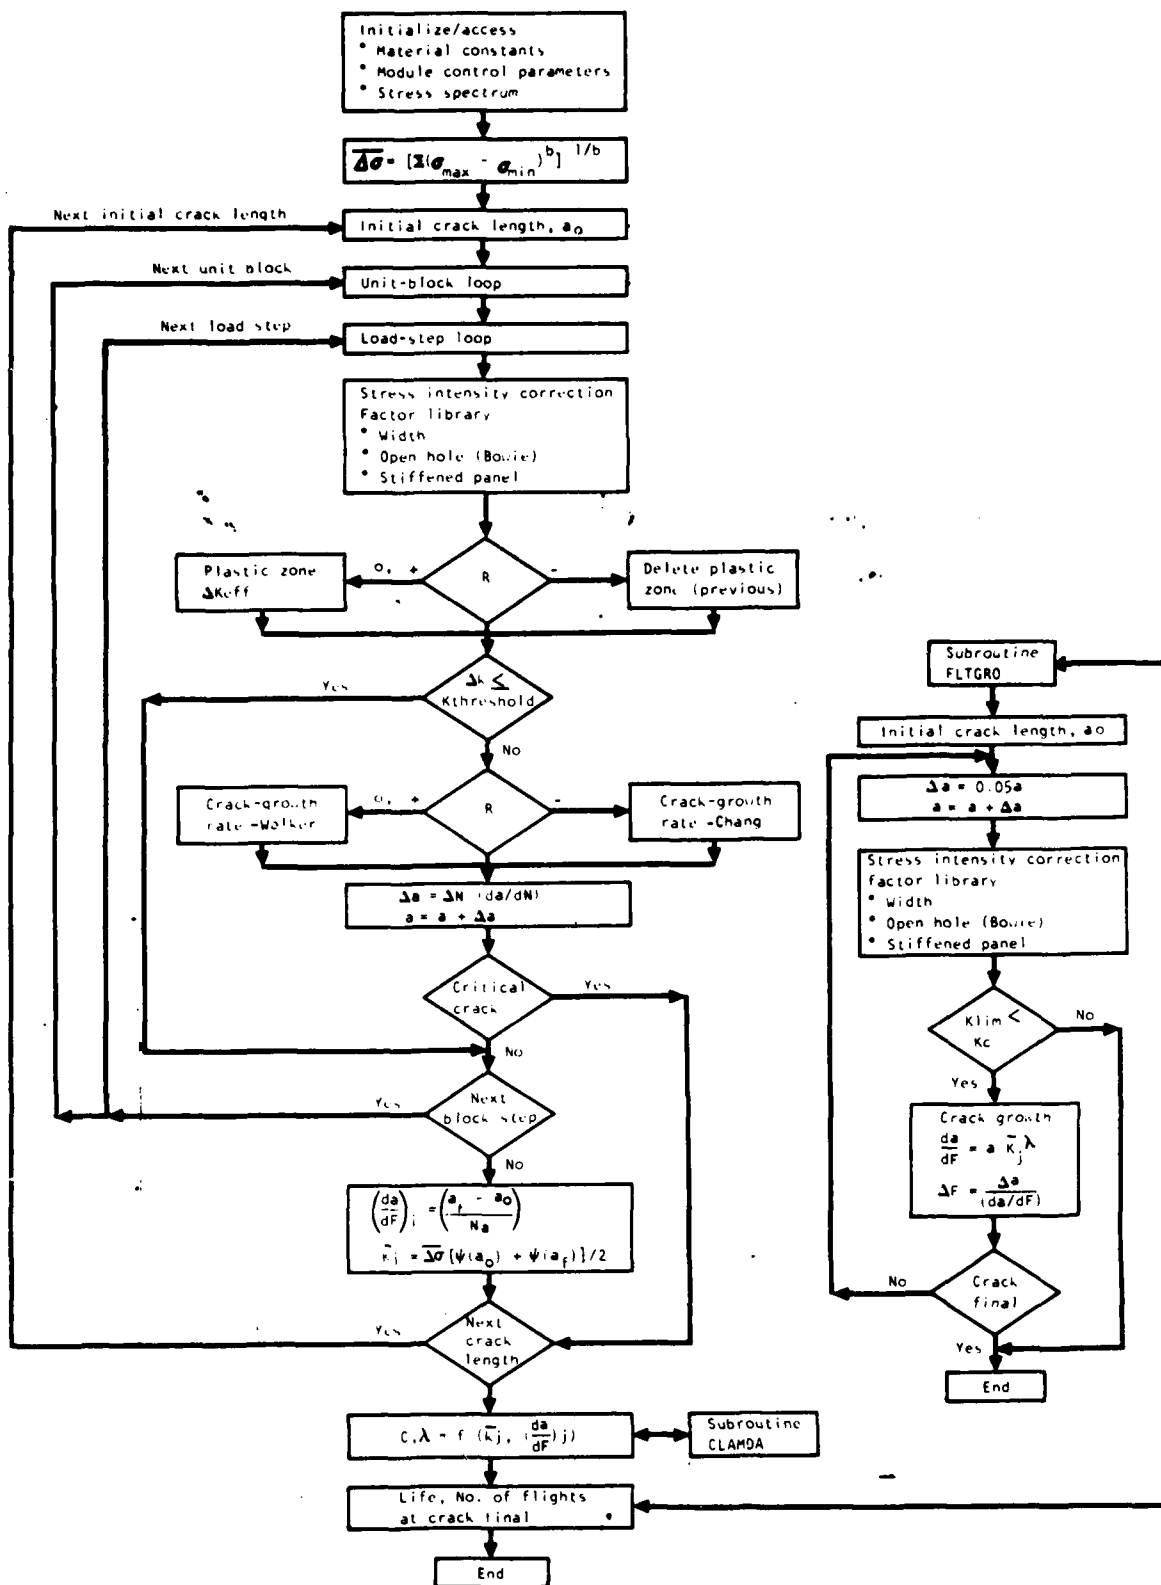 Initialize/access
• Material constants
• Module control parameters
• Stress spectrum
Δσ̅ = [Σ(σmax - σmin)^b]^1/b
Next initial crack length
Initial crack length, a₀
Next unit block
Unit-block loop
Next load step
Load-step loop
Stress intensity correction
Factor library
• Width
• Open hole (Bowie)
• Stiffened panel
R
0, +
-
Plastic zone
ΔKeff
Delete plastic
zone (previous)
ΔK ≤
Kthreshold
Yes
No
R
0, +
-
Crack-growth
rate -Walker
Crack-growth
rate -Chang
Δa = ΔN (da/dN)
a = a + Δa
Critical
crack
Yes
No
Next
block step
Yes
No
(da/dF)j = ((af - a₀)/Na)
K̅j = Δσ̅ [ψ(a₀) + ψ(af)]/2
Next
crack
length
Yes
C,λ - f (K̅j, (da/dF)j)
Subroutine
CLAMDA
Life, No. of flights
at crack final
End
Subroutine
FLTGRO
Initial crack length, a₀
Δa = 0.05a
a = a + Δa
Stress intensity correction
factor library
• Width
• Open hole (Bowie)
• Stiffened panel
Klim <
Kc
No
Yes
Crack growth
da/dF = a K̅j^λ
ΔF = Δa/(da/dF)
Crack
final
No
Yes
End